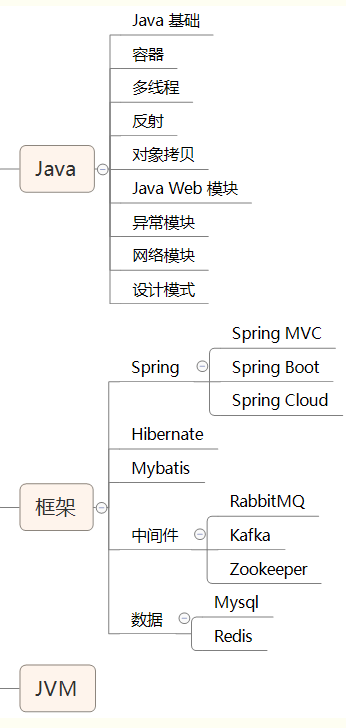 Java 基础
容器
多线程
反射
对象拷贝
Java
Java Web 模块
异常模块
网络模块
设计模式
Spring MVC
Spring
Spring Boot
Spring Cloud
Hibernate
Mybatis
框架
RabbitMQ
中间件
Kafka
Zookeeper
Mysql
数据
Redis
JVM